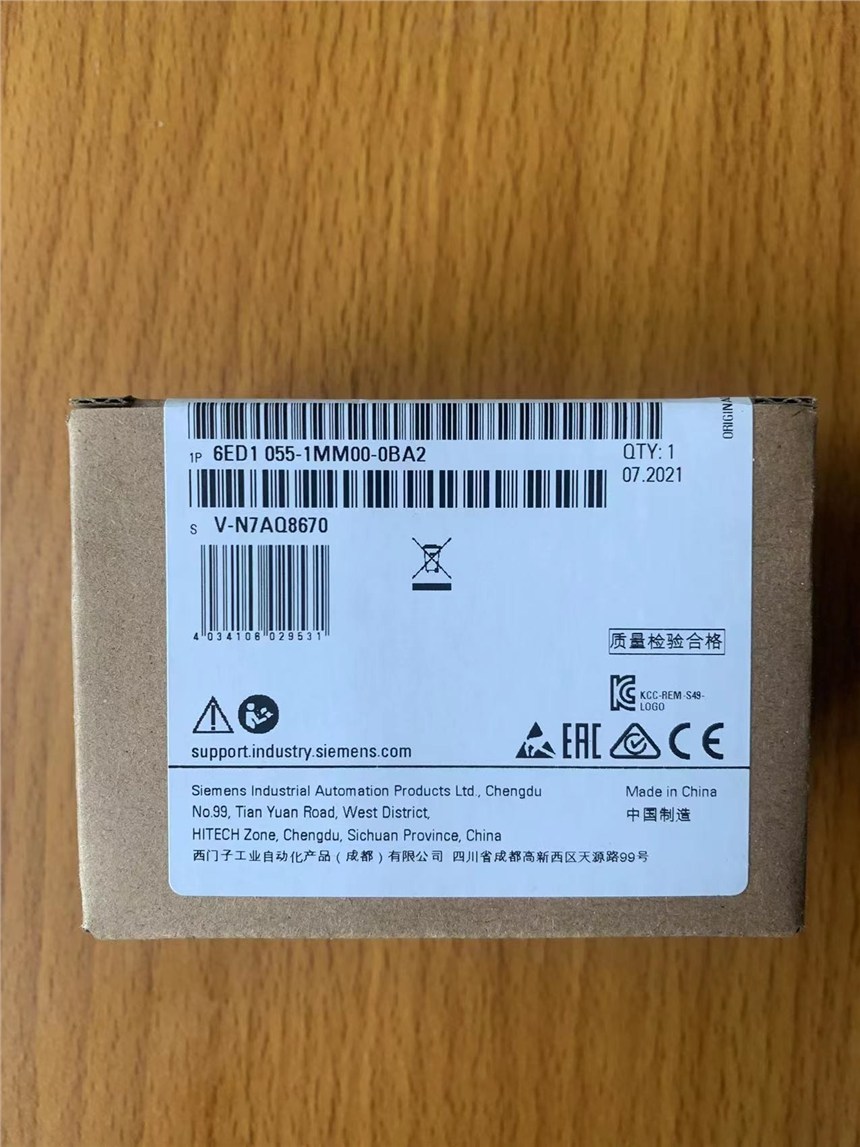 ORIGINA
1P 6ED1 055-1MM00-0BA2
QTY: 1
07.2021
S V-N7AQ8670
4 034106 029531
质量检验合格
KCC-REM-S49-
LOGO
support.industry.siemens.com
EAC CE
Siemens Industrial Automation Products Ltd., Chengdu
No.99, Tian Yuan Road, West District,
HITECH Zone, Chengdu, Sichuan Province, China
西门子工业自动化产品（成都）有限公司 四川省成都高新西区天源路99号
Made in China
中国制造